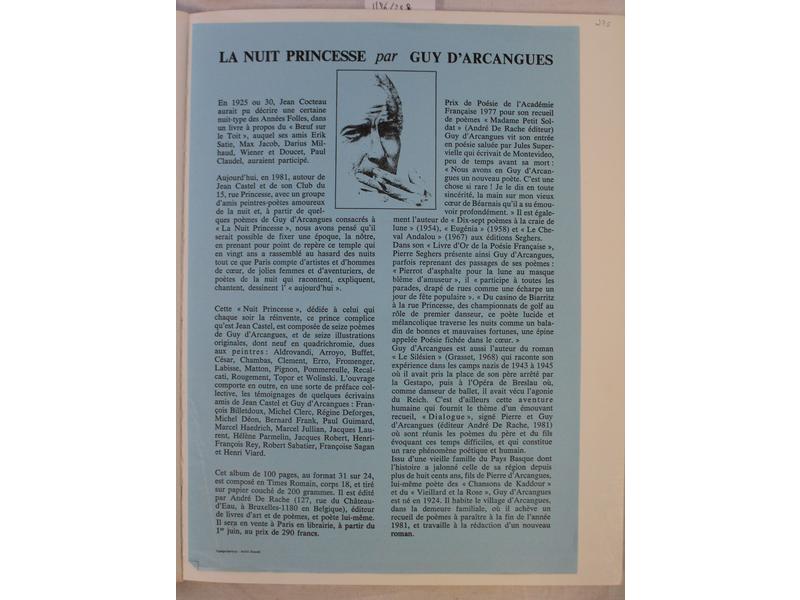 1186/208
275
LA NUIT PRINCESSE par GUY D'ARCANGUES
En 1925 ou 30, Jean Cocteau
aurait pu décrire une certaine
nuit-type des Années Folles, dans
un livre à propos du « Bœuf sur
le Toit », auquel ses amis Erik
Satie, Max Jacob, Darius Mil-
haud, Wiener et Doucet, Paul
Claudel, auraient participé.
Aujourd'hui, en 1981, autour de
Jean Castel et de son Club du
15, rue Princesse, avec un groupe
d'amis peintres-poètes amoureux
de la nuit et, à partir de quel-
ques poèmes de Guy d'Arcangues consacrés à
« La Nuit Princesse », nous avons pensé qu'il
serait possible de fixer une époque, la nôtre,
en prenant pour point de repère ce temple qui
en vingt ans a rassemblé au hasard des nuits
tout ce que Paris compte d'artistes et d'hommes
de cœur, de jolies femmes et d'aventuriers, de
poètes de la nuit qui racontent, expliquent,
chantent, dessinent l' « aujourd'hui ».
Cette « Nuit Princesse », dédiée à celui qui
chaque soir la réinvente, ce prince complice
qu'est Jean Castel, est composée de seize poèmes
de Guy d'Arcangues, et de seize illustrations
originales, dont neuf en quadrichromie, dues
aux peintres : Aldrovandi, Arroyo, Buffet,
César, Chambas, Clement, Erro, Fromenger,
Labisse, Matton, Pignon, Pommereulle, Recal-
cati, Rougement, Topor et Wolinski. L'ouvrage
comporte en outre, en une sorte de préface col-
lective, les témoignages de quelques écrivains
amis de Jean Castel et Guy d'Arcangues : Fran-
çois Billetdoux, Michel Clerc, Régine Deforges,
Michel Déon, Bernard Frank, Paul Guimard,
Marcel Haedrich, Marcel Jullian, Jacques Lau-
rent, Hélène Parmelin, Jacques Robert, Henri-
François Rey, Robert Sabatier, Françoise Sagan
et Henri Viard.
Cet album de 100 pages, au format 31 sur 24,
est composé en Times Romain, corps 18, et tiré
sur papier couché de 200 grammes. Il est édité
par André De Rache (127, rue du Château-
d'Eau, à Bruxelles-1180 en Belgique), éditeur
de livres d'art et de poèmes, et poète lui-même.
Il sera en vente à Paris en librairie, à partir du
1er juin, au prix de 290 francs.
Prix de Poésie de l'Académie
Française 1977 pour son recueil
de poèmes « Madame Petit Sol-
dat » (André De Rache éditeur)
Guy d'Arcangues vit son entrée
en poésie saluée par Jules Super-
vielle qui écrivait de Montevideo,
peu de temps avant sa mort :
« Nous avons en Guy d'Arcan-
gues un nouveau poète. C'est une
chose si rare ! Je le dis en toute
sincérité, la main sur mon vieux
cœur de Béarnais qu'il a su émou-
voir profondément. » Il est égale-
ment l'auteur de « Dix-sept poèmes à la craie de
lune » (1954), « Eugénia » (1958) et « Le Che-
val Andalou » (1967) aux éditions Seghers.
Dans son « Livre d'Or de la Poésie Française »,
Pierre Seghers présente ainsi Guy d'Arcangues,
parfois reprenant des passages de ses poèmes :
« Pierrot d'asphalte pour la lune au masque
blême d'amuseur », il « participe à toutes les
parades, drapé de rues comme une écharpe un
jour de fête populaire ». « Du casino de Biarritz
à la rue Princesse, des championnats de golf au
rôle de premier danseur, ce poète lucide et
mélancolique traverse les nuits comme un bala-
din de bonnes et mauvaises fortunes, une épine
appelée Poésie fichée dans le cœur. »
Guy d'Arcangues est aussi l'auteur du roman
« Le Silésien » (Grasset, 1968) qui raconte son
expérience dans les camps nazis de 1943 à 1945
où il avait pris la place de son père arrêté par
la Gestapo, puis à l'Opéra de Breslau où,
comme danseur de ballet, il avait vécu l'agonie
du Reich. C'est d'ailleurs cette aventure
humaine qui fournit le thème d'un émouvant
recueil, « Dialogue », signé Pierre et Guy
d'Arcangues (éditeur André De Rache, 1981)
où sont réunis les poèmes du père et du fils
évoquant ces temps difficiles, et qui constitue
un rare phénomène poétique et humain.
Issu d'une vieille famille du Pays Basque dont
l'histoire a jalonné celle de sa région depuis
plus de huit cents ans, fils de Pierre d'Arcangues,
lui-même poète des « Chansons de Kaddour »
et du « Vieillard et la Rose », Guy d'Arcangues
est né en 1924. Il habite le village d'Arcangues,
dans la demeure familiale, où il achève un
recueil de poèmes à paraître à la fin de l'année
1981, et travaille à la rédaction d'un nouveau
roman.